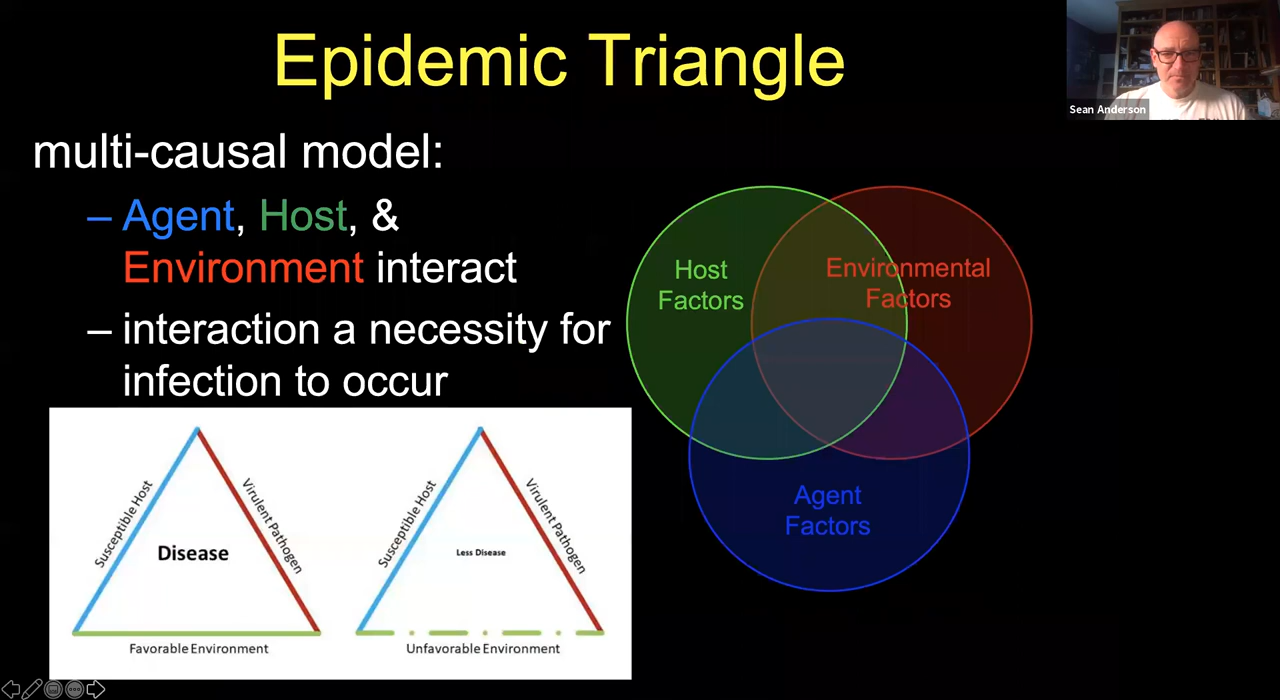 Epidemic Triangle
Sean Anderson
multi-causal model:
– Agent, Host, &
Environment interact
– interaction a necessity for
infection to occur
Host
Factors
Environmental
Factors
Agent
Factors
Susceptible Host
Virulent Pathogen
Disease
Favorable Environment
Susceptible Host
Virulent Pathogen
Less Disease
Unfavorable Environment